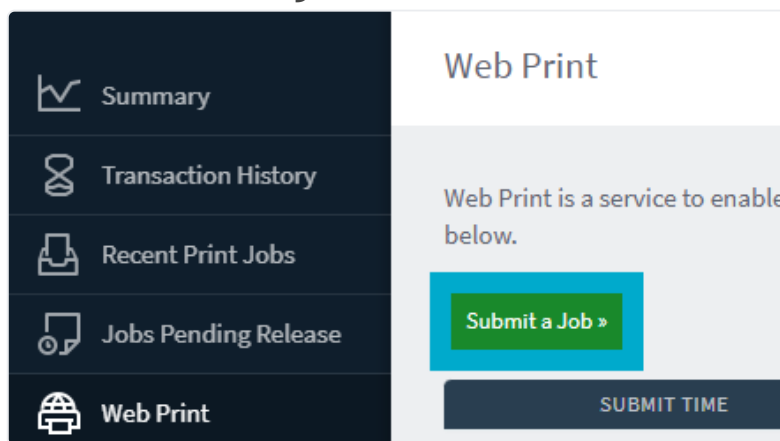 Summary
Transaction History
Recent Print Jobs
Jobs Pending Release
Web Print
Web Print
Web Print is a service to enable
below.
Submit a Job »
SUBMIT TIME